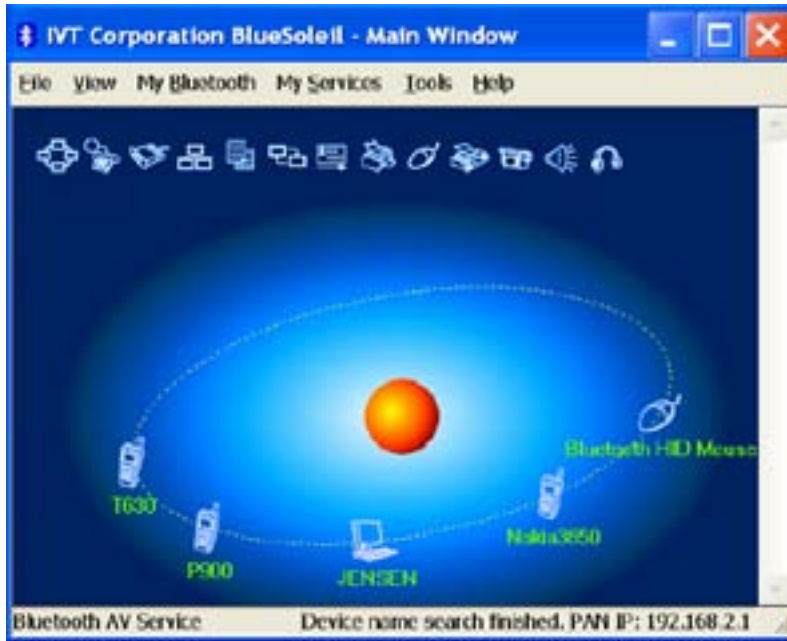 IVT Corporation BlueSoleil - Main Window
File View My Bluetooth My Services Tools Help
Bluetooth HID Mouse
T630
Nokia3650
P900
JENSEN
Bluetooth AV Service Device name search finished. PAN IP: 192.168.2.1